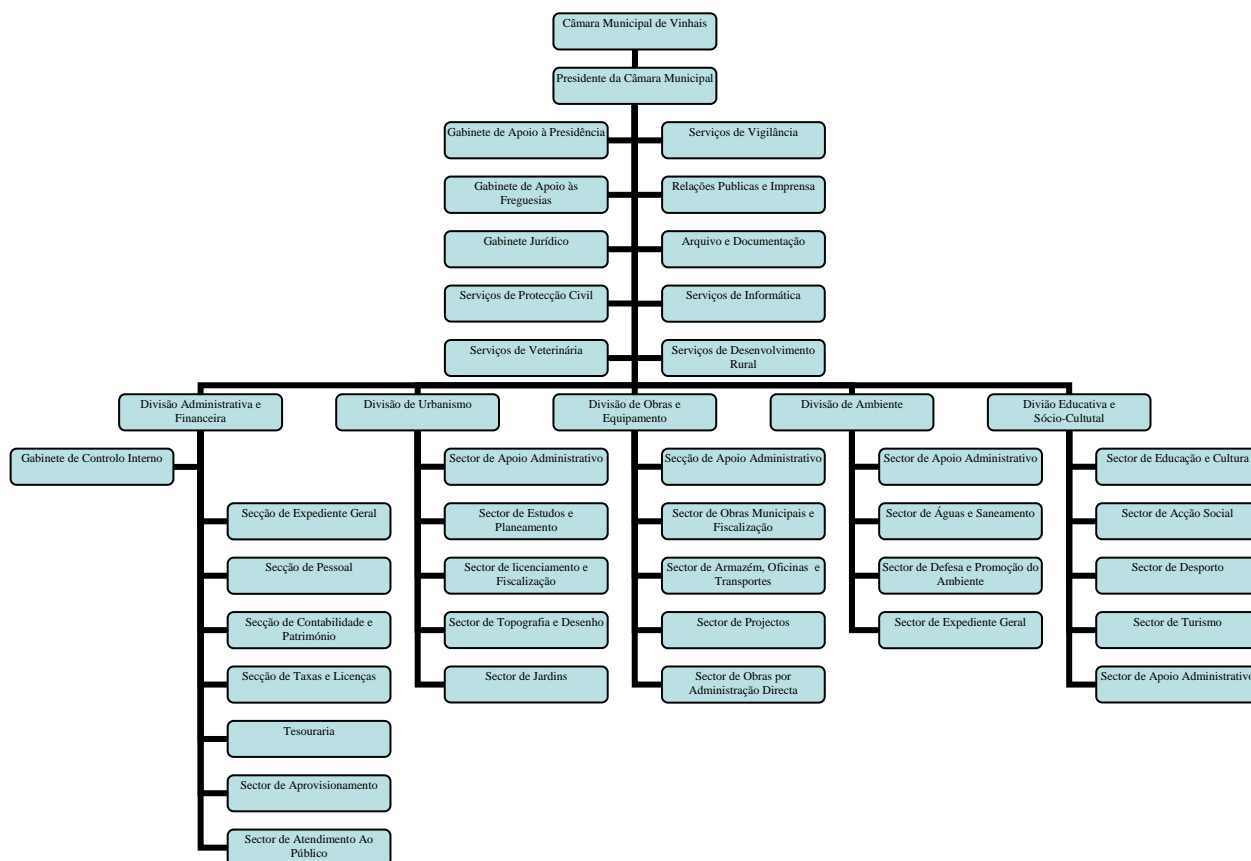 Câmara Municipal de Vinhais
Presidente da Câmara Municipal
Gabinete de Apoio à Presidência
Serviços de Vigilância
Gabinete de Apoio às
Freguesias
Relações Publicas e Imprensa
Gabinete Jurídico
Arquivo e Documentação
Serviços de Protecção Civil
Serviços de Informática
Serviços de Veterinária
Serviços de Desenvolvimento
Rural
Divisão Administrativa e
Financeira
Divisão de Urbanismo
Divisão de Obras e
Equipamento
Divisão de Ambiente
Divião Educativa e
Sócio-Cultutal
Gabinete de Controlo Interno
Secção de Expediente Geral
Secção de Pessoal
Secção de Contabilidade e
Património
Secção de Taxas e Licenças
Tesouraria
Sector de Aprovisionamento
Sector de Atendimento Ao
Público
Sector de Apoio Administrativo
Sector de Estudos e
Planeamento
Sector de licenciamento e
Fiscalização
Sector de Topografia e Desenho
Sector de Jardins
Secção de Apoio Administrativo
Sector de Obras Municipais e
Fiscalização
Sector de Armazém, Oficinas e
Transportes
Sector de Projectos
Sector de Obras por
Administração Directa
Sector de Apoio Administrativo
Sector de Águas e Saneamento
Sector de Defesa e Promoção do
Ambiente
Sector de Expediente Geral
Sector de Educação e Cultura
Sector de Acção Social
Sector de Desporto
Sector de Turismo
Sector de Apoio Administrativo